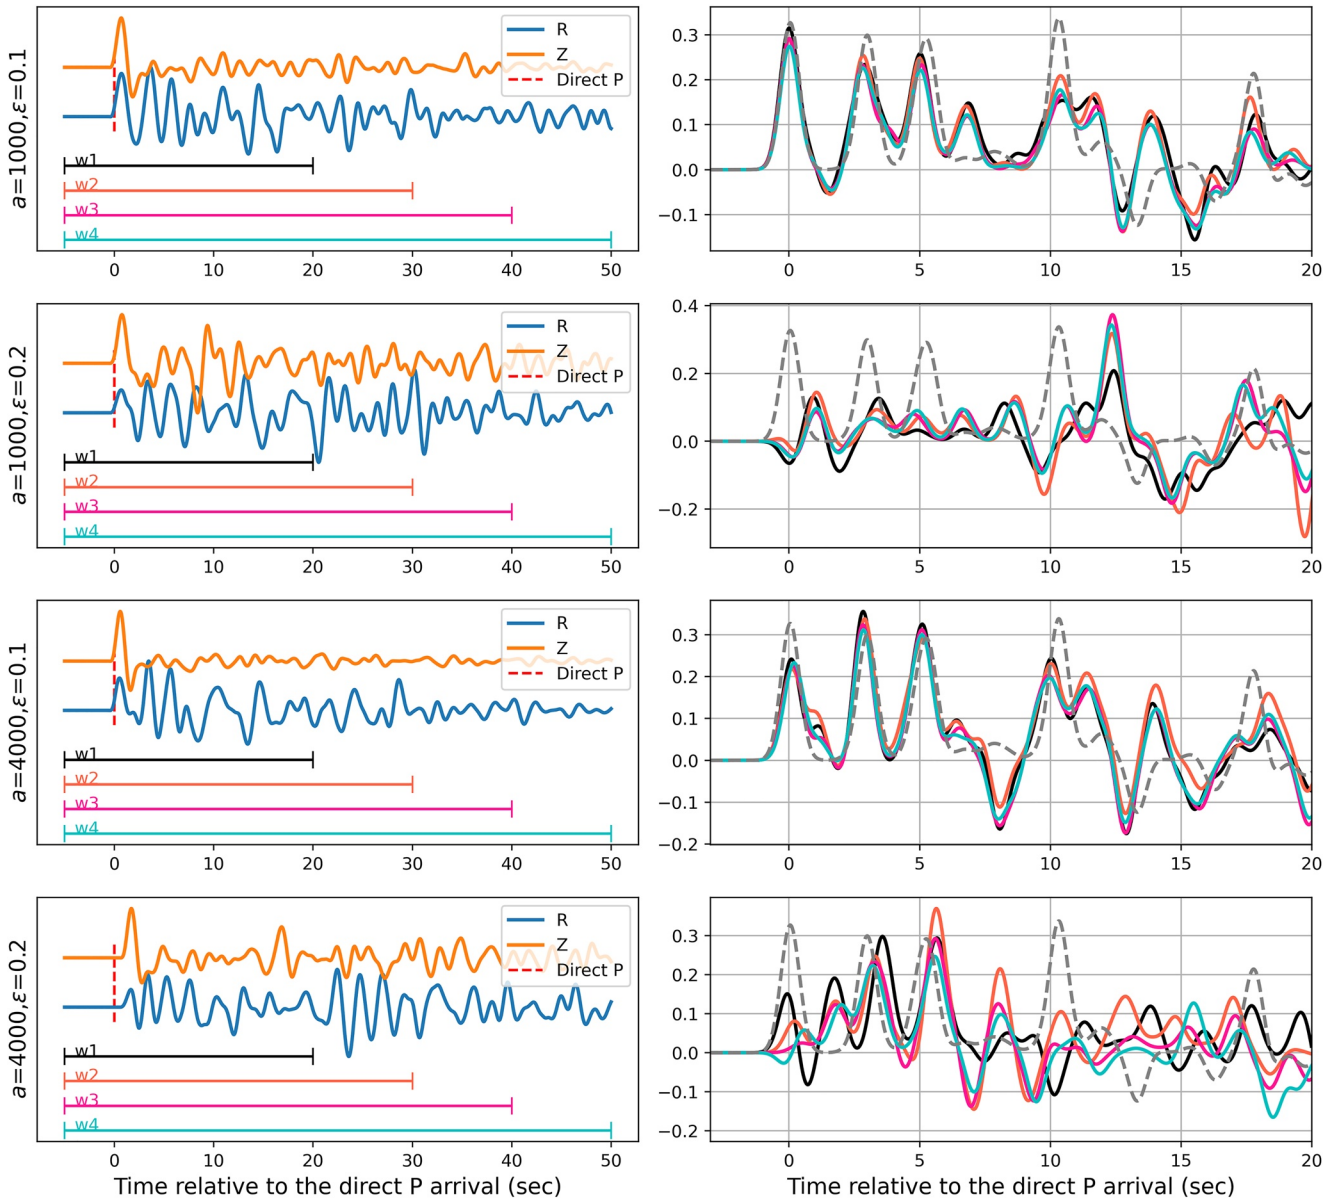 a=1000,ε=0.1
R
Z
Direct P
w1
w2
w3
w4
0 10 20 30 40 50
0.3
0.2
0.1
0.0
−0.1
0 5 10 15 20
a=1000,ε=0.2
R
Z
Direct P
w1
w2
w3
w4
0 10 20 30 40 50
0.4
0.2
0.0
−0.2
0 5 10 15 20
a=4000,ε=0.1
R
Z
Direct P
w1
w2
w3
w4
0 10 20 30 40 50
0.3
0.2
0.1
0.0
−0.1
−0.2
0 5 10 15 20
a=4000,ε=0.2
R
Z
Direct P
w1
w2
w3
w4
0 10 20 30 40 50
Time relative to the direct P arrival (sec)
0.3
0.2
0.1
0.0
−0.1
−0.2
0 5 10 15 20
Time relative to the direct P arrival (sec)